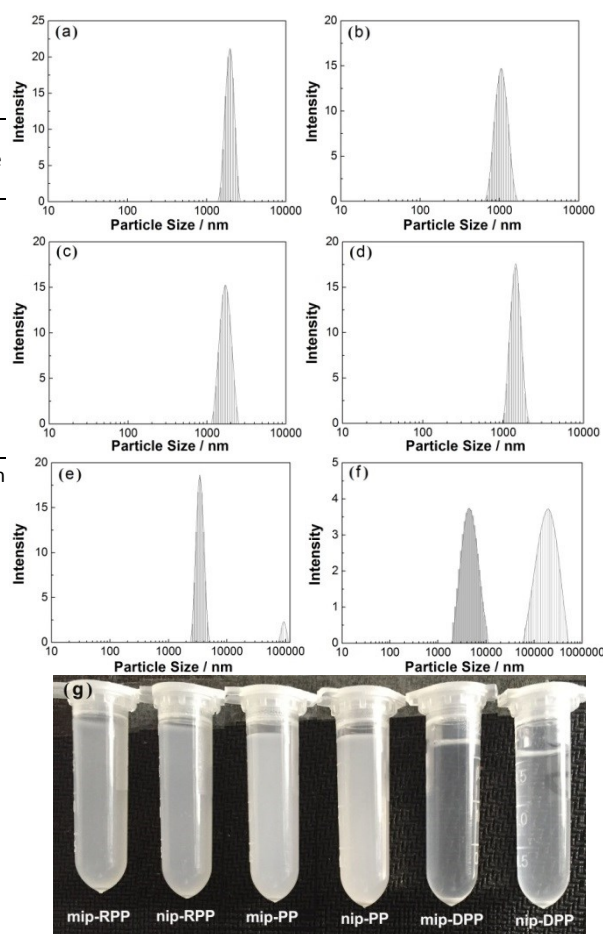 (a)
25
20
15
10
5
0
Intensity
10
100
1000
10000
Particle Size / nm
(b)
20
15
10
5
0
Intensity
10
100
1000
10000
Particle Size / nm
(c)
20
15
10
5
0
Intensity
10
100
1000
10000
Particle Size / nm
(d)
20
15
10
5
0
Intensity
10
100
1000
10000
Particle Size / nm
(e)
20
15
10
5
0
Intensity
10
100
1000
10000
100000
Particle Size / nm
(f)
5
4
3
2
1
0
Intensity
10
100
1000
10000
100000
1000000
Particle Size / nm
(g)
mip-RPP
nip-RPP
mip-PP
nip-PP
mip-DPP
nip-DPP